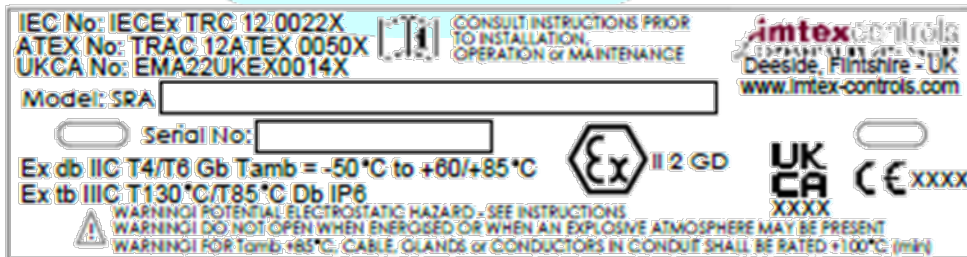 IEC No: IECEx TRC 12.0022X
ATEX No: TRAC 12ATEX 0050X
UKCA No: EMA22UKEX0014X
CONSULT INSTRUCTIONS PRIOR
TO INSTALLATION,
OPERATION or MAINTENANCE
imtex controls
Deeside, Flintshire - UK
www.imtex-controls.com
Model: SRA
Serial No:
Ex db IIC T4/T6 Gb Tamb = -50°C to +60/+85°C
Ex tb IIIC T130°C/T85°C Db IP6
Ex II 2 GD
UK
CA
XXXX
CE XXXX
WARNING! POTENTIAL ELECTROSTATIC HAZARD - SEE INSTRUCTIONS
WARNING! DO NOT OPEN WHEN ENERGISED OR WHEN AN EXPLOSIVE ATMOSPHERE MAY BE PRESENT
WARNING! FOR Tamb +85°C, CABLE, GLANDS or CONDUCTORS IN CONDUIT SHALL BE RATED +100°C (min)